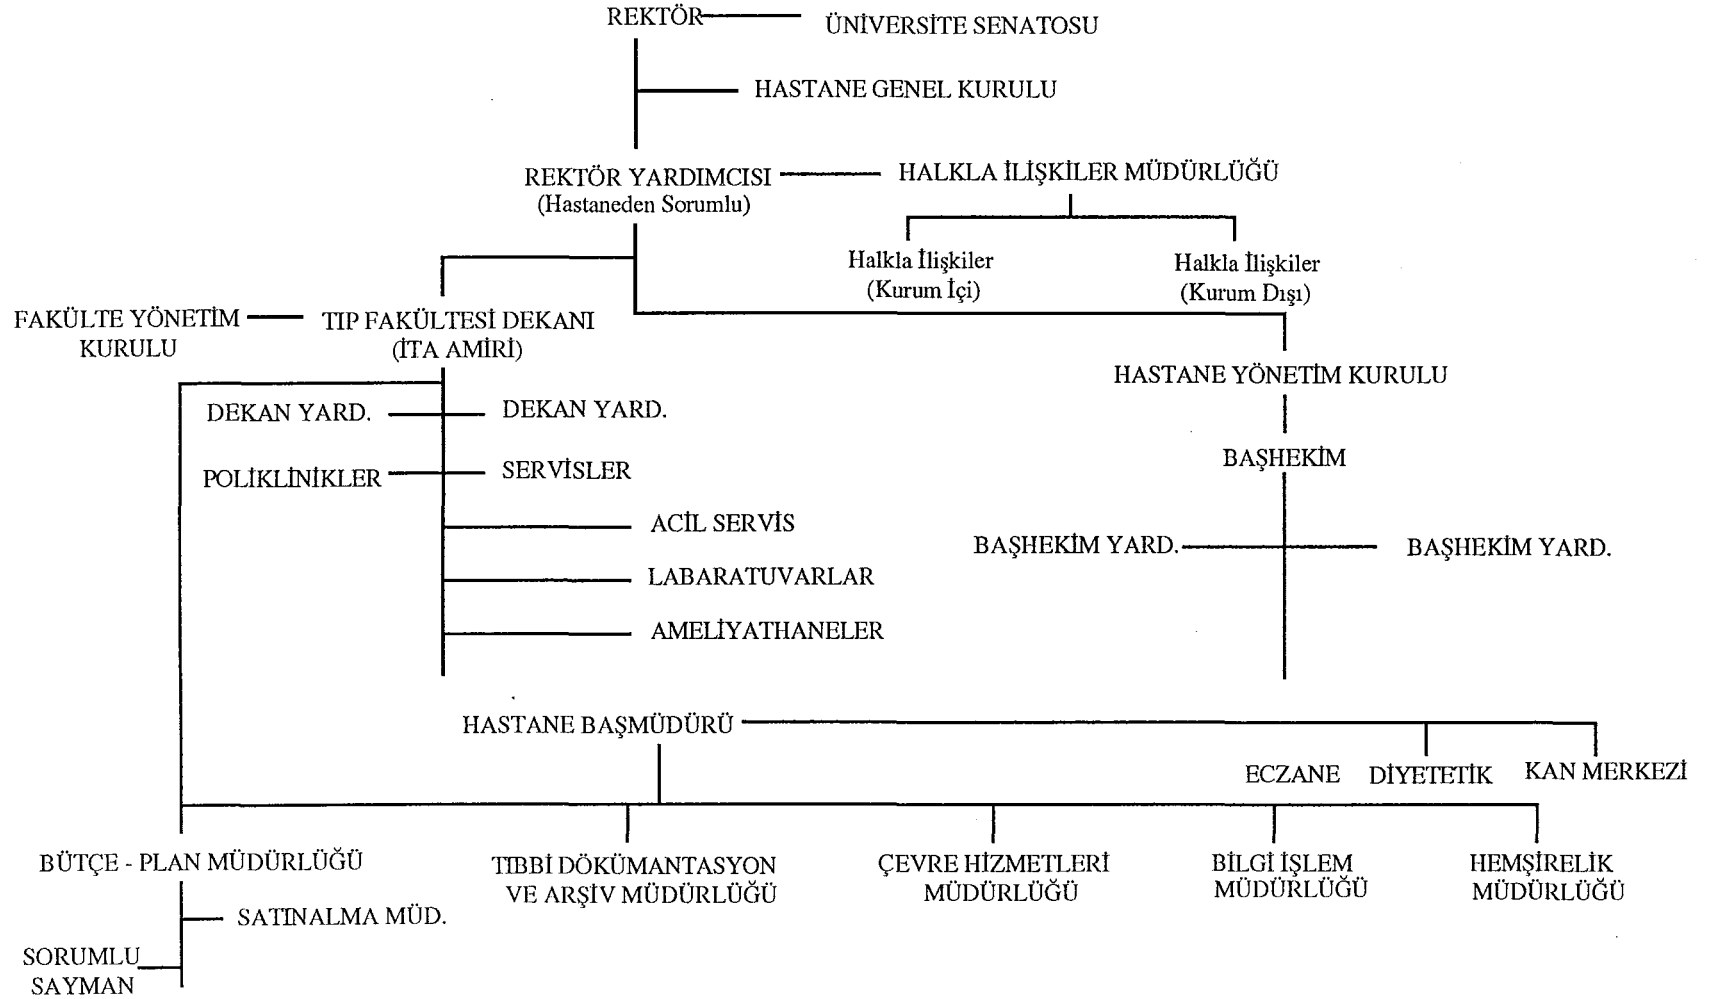 REKTÖR
ÜNİVERSİTE SENATOSU
HASTANE GENEL KURULU
REKTÖR YARDIMCISI
(Hastaneden Sorumlu)
HALKLA İLİŞKİLER MÜDÜRLÜĞÜ
Halkla İlişkiler
(Kurum İçi)
Halkla İlişkiler
(Kurum Dışı)
FAKÜLTE YÖNETİM
KURULU
TIP FAKÜLTESİ DEKANI
(İTA AMİRİ)
HASTANE YÖNETİM KURULU
DEKAN YARD.
DEKAN YARD.
BAŞHEKİM
POLİKLİNİKLER
SERVİSLER
ACİL SERVİS
BAŞHEKİM YARD.
BAŞHEKİM YARD.
LABARATUVARLAR
AMELİYATHANELER
HASTANE BAŞMÜDÜRÜ
ECZANE
DİYETETİK
KAN MERKEZİ
BÜTÇE - PLAN MÜDÜRLÜĞÜ
TIBBİ DÖKÜMANTASYON
VE ARŞİV MÜDÜRLÜĞÜ
ÇEVRE HİZMETLERİ
MÜDÜRLÜĞÜ
BİLGİ İŞLEM
MÜDÜRLÜĞÜ
HEMŞİRELİK
MÜDÜRLÜĞÜ
SATINALMA MÜD.
SORUMLU
SAYMAN